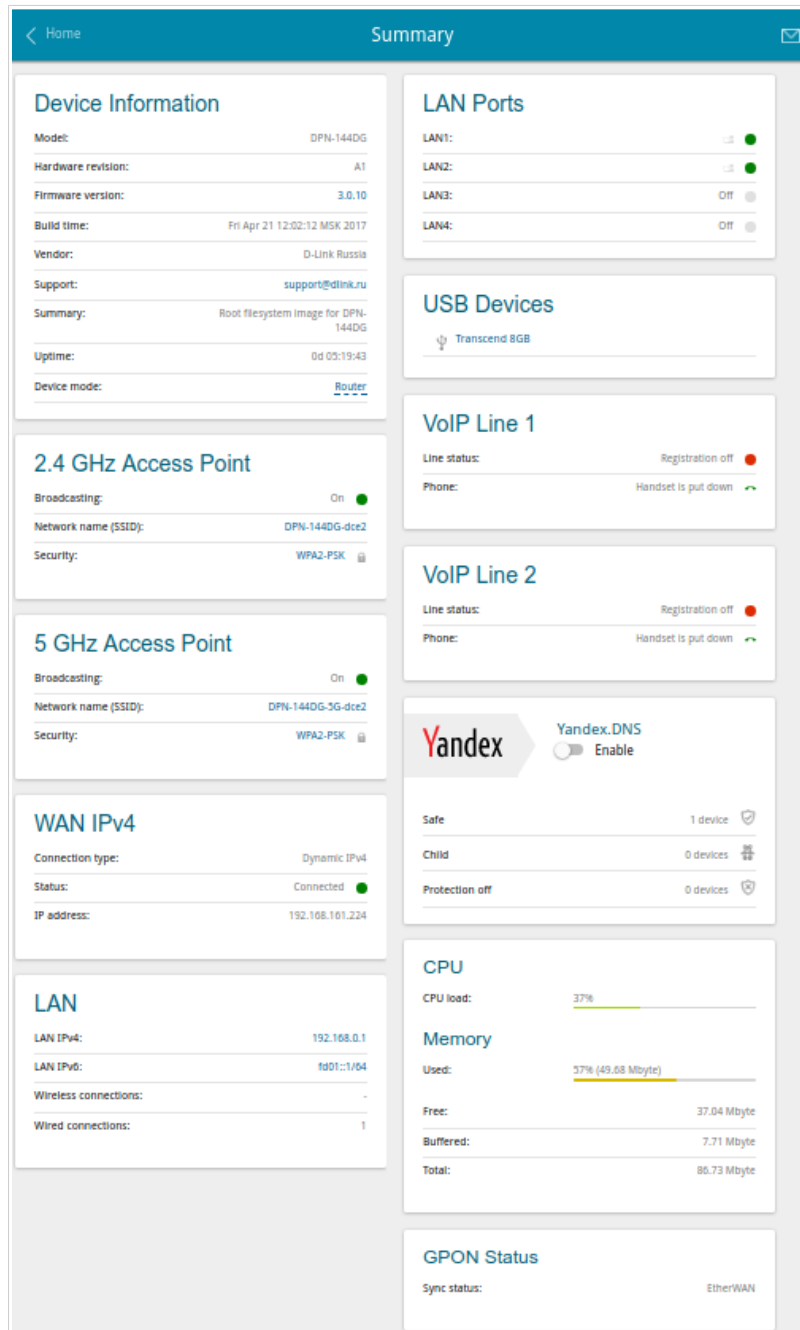 Home
Summary
Device Information
Model: DPN-144DG
Hardware revision: A1
Firmware version: 3.0.10
Build time: Fri Apr 21 12:02:12 MSK 2017
Vendor: D-Link Russia
Support: support@dlink.ru
Summary: Root filesystem image for DPN-
144DG
Uptime: 0d 05:19:43
Device mode: Router
2.4 GHz Access Point
Broadcasting: On
Network name (SSID): DPN-144DG-dce2
Security: WPA2-PSK
5 GHz Access Point
Broadcasting: On
Network name (SSID): DPN-144DG-5G-dce2
Security: WPA2-PSK
WAN IPv4
Connection type: Dynamic IPv4
Status: Connected
IP address: 192.168.161.224
LAN
LAN IPv4: 192.168.0.1
LAN IPv6: fd01::1/64
Wireless connections: -
Wired connections: 1
LAN Ports
LAN1:
LAN2:
LAN3: Off
LAN4: Off
USB Devices
Transcend 8GB
VoIP Line 1
Line status: Registration off
Phone: Handset is put down
VoIP Line 2
Line status: Registration off
Phone: Handset is put down
Yandex
Yandex.DNS
Enable
Safe 1 device
Child 0 devices
Protection off 0 devices
CPU
CPU load: 37%
Memory
Used: 57% (49.68 Mbyte)
Free: 37.04 Mbyte
Buffered: 7.71 Mbyte
Total: 86.73 Mbyte
GPON Status
Sync status: EtherWAN